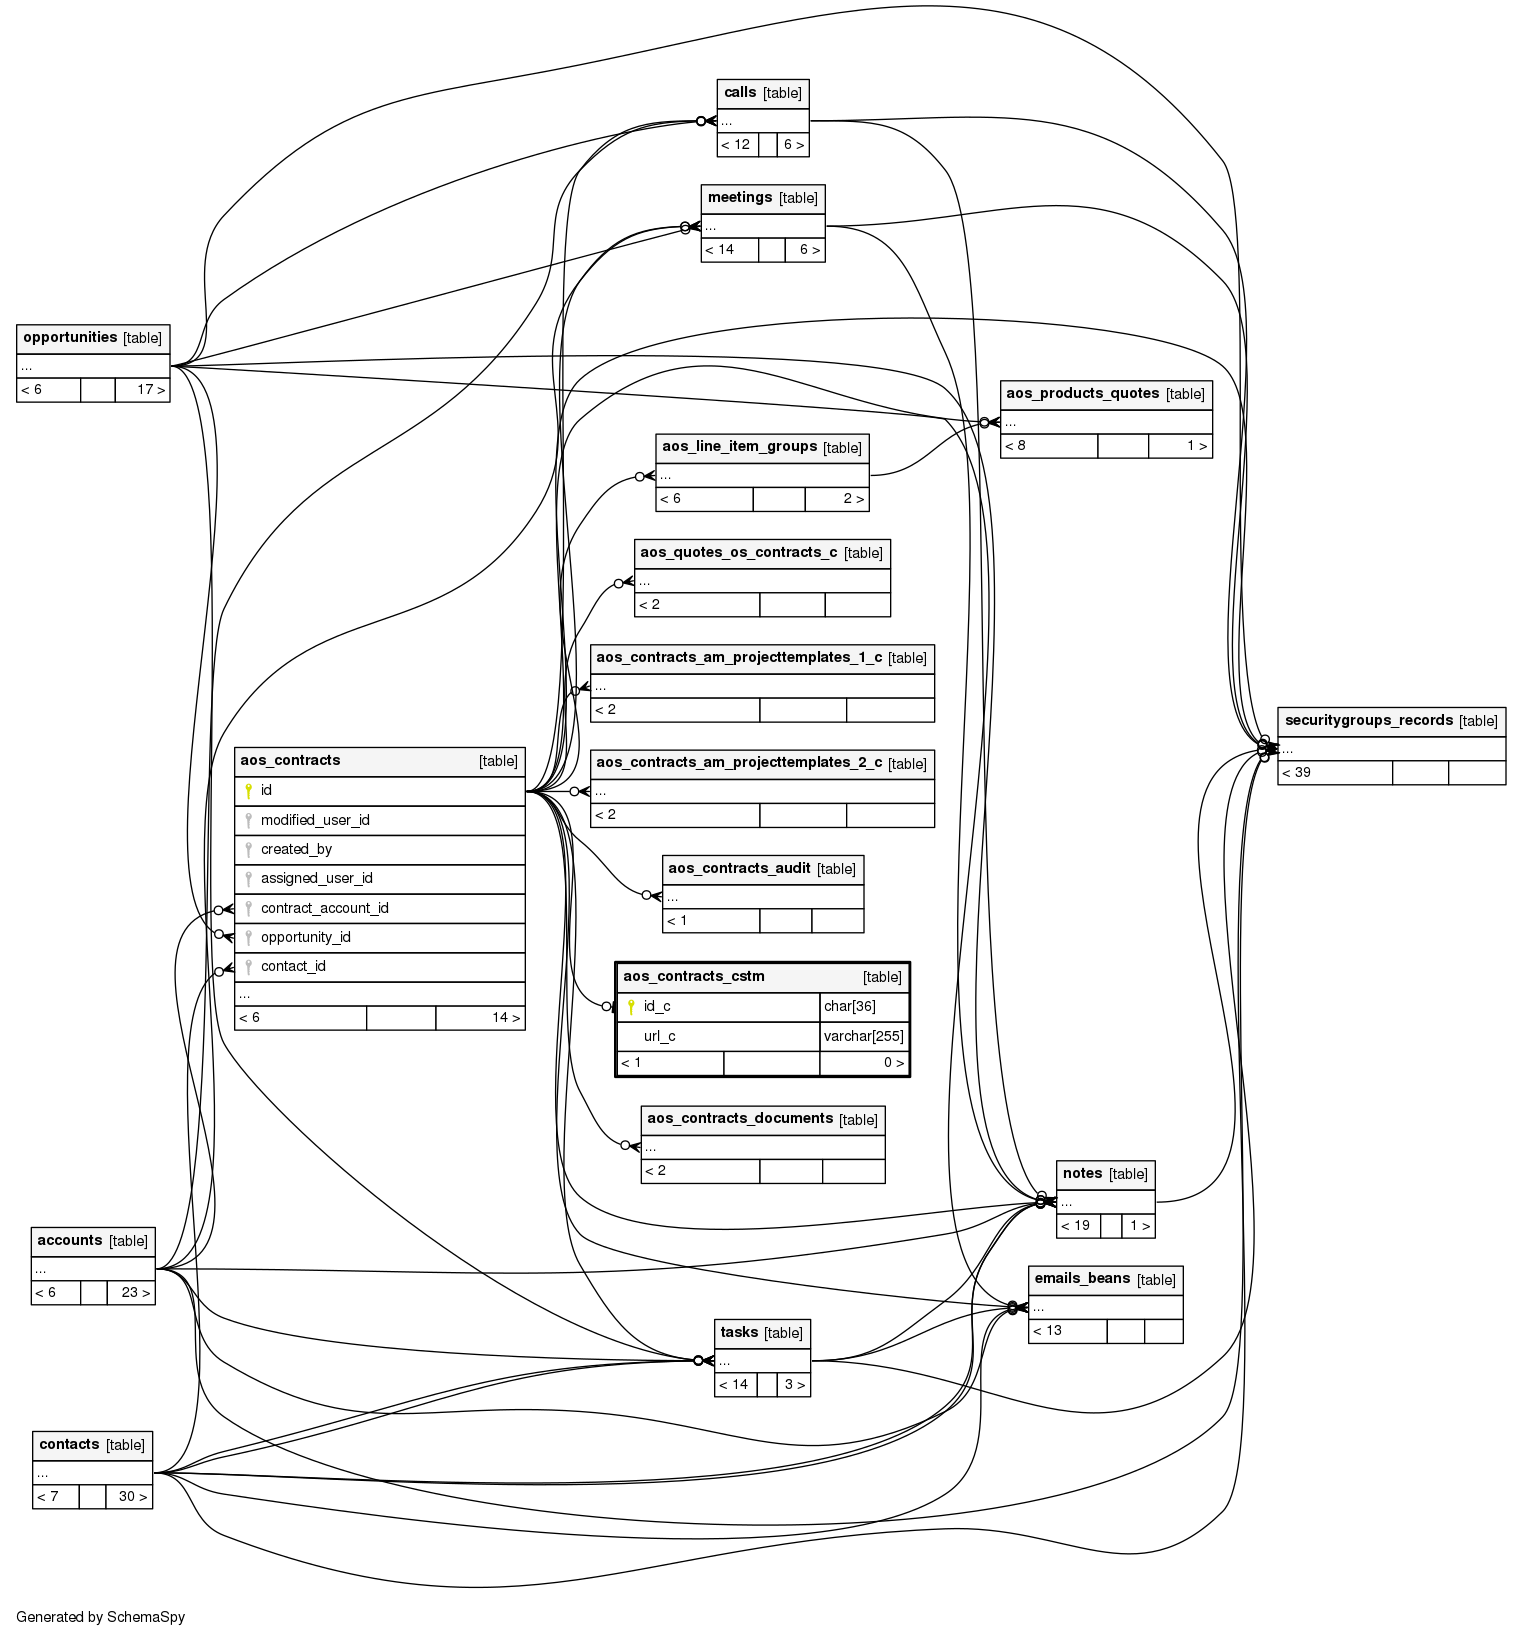 calls [table]
...
< 12 6 >
meetings [table]
...
< 14 6 >
opportunities [table]
...
< 6 17 >
aos_products_quotes [table]
...
< 8 1 >
aos_line_item_groups [table]
...
< 6 2 >
aos_quotes_os_contracts_c [table]
...
< 2
aos_contracts_am_projecttemplates_1_c [table]
...
< 2
securitygroups_records [table]
...
< 39
aos_contracts [table]
id
modified_user_id
created_by
assigned_user_id
contract_account_id
opportunity_id
contact_id
...
< 6 14 >
aos_contracts_am_projecttemplates_2_c [table]
...
< 2
aos_contracts_audit [table]
...
< 1
aos_contracts_cstm [table]
id_c char[36]
url_c varchar[255]
< 1 0 >
aos_contracts_documents [table]
...
< 2
notes [table]
...
< 19 1 >
accounts [table]
...
< 6 23 >
emails_beans [table]
...
< 13
tasks [table]
...
< 14 3 >
contacts [table]
...
< 7 30 >
Generated by SchemaSpy